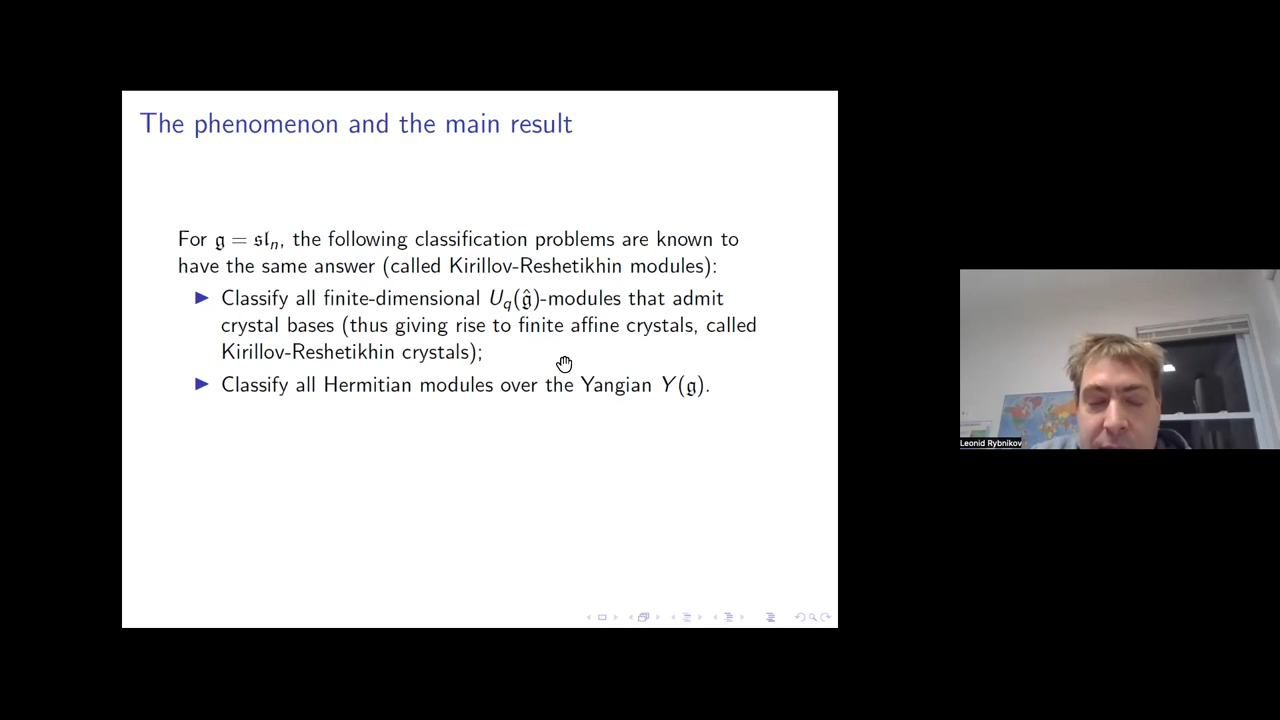 The phenomenon and the main result
For 𝔤 = 𝔰𝔩ₙ, the following classification problems are known to
have the same answer (called Kirillov-Reshetikhin modules):
▶ Classify all finite-dimensional U_q(𝔤̂)-modules that admit
crystal bases (thus giving rise to finite affine crystals, called
Kirillov-Reshetikhin crystals);
▶ Classify all Hermitian modules over the Yangian Y(𝔤).
Leonid Rybnikov